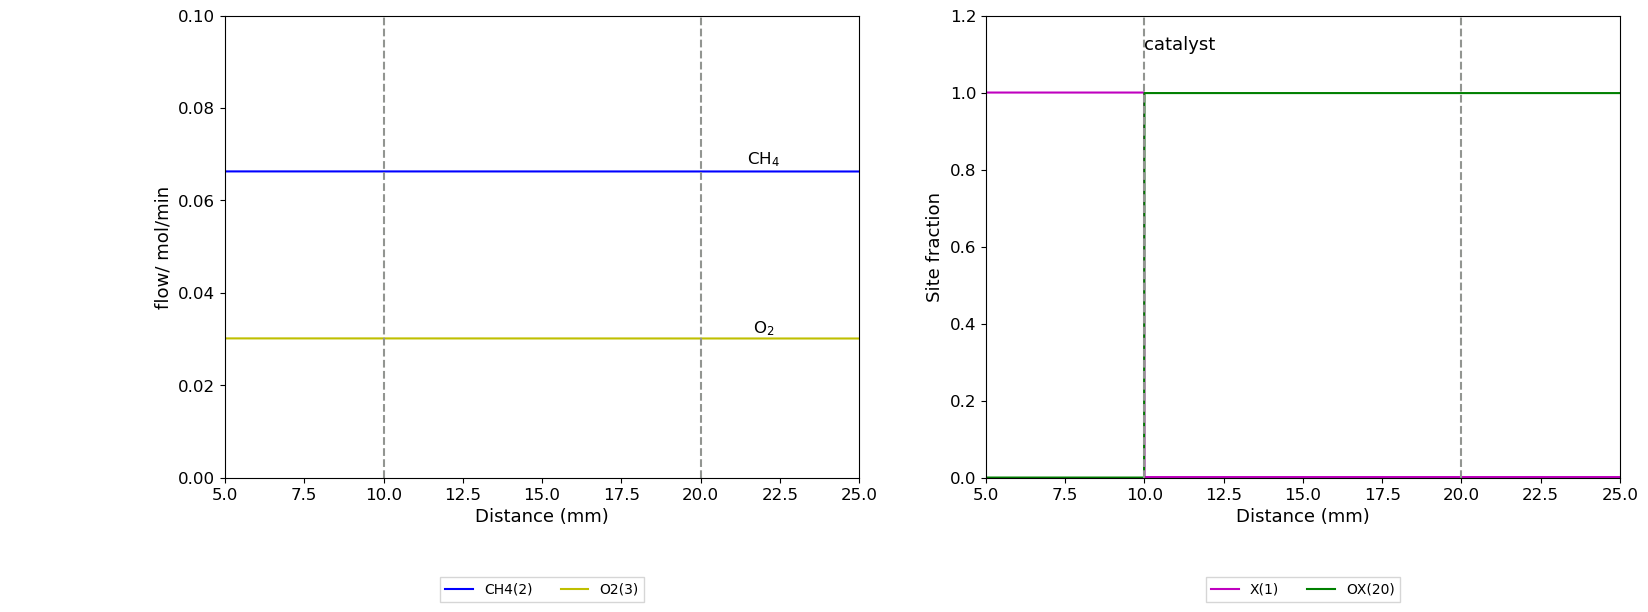 0.10
0.08
0.06
0.04
0.02
0.00
flow/ mol/min
CH₄
O₂
5.0 7.5 10.0 12.5 15.0 17.5 20.0 22.5 25.0
Distance (mm)
CH4(2) O2(3)
1.2
1.0
0.8
0.6
0.4
0.2
0.0
Site fraction
catalyst
5.0 7.5 10.0 12.5 15.0 17.5 20.0 22.5 25.0
Distance (mm)
X(1) OX(20)